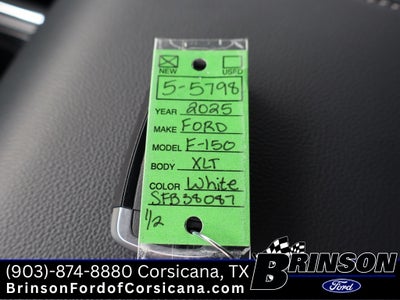 NEW USED
5-5798
YEAR 2025
MAKE FORD
MODEL F-150
BODY XLT
COLOR White
SFB38087
1/2
(903)-874-8880 Corsicana, TX
BrinsonFordofCorsicana.com
BRINSON
Ford